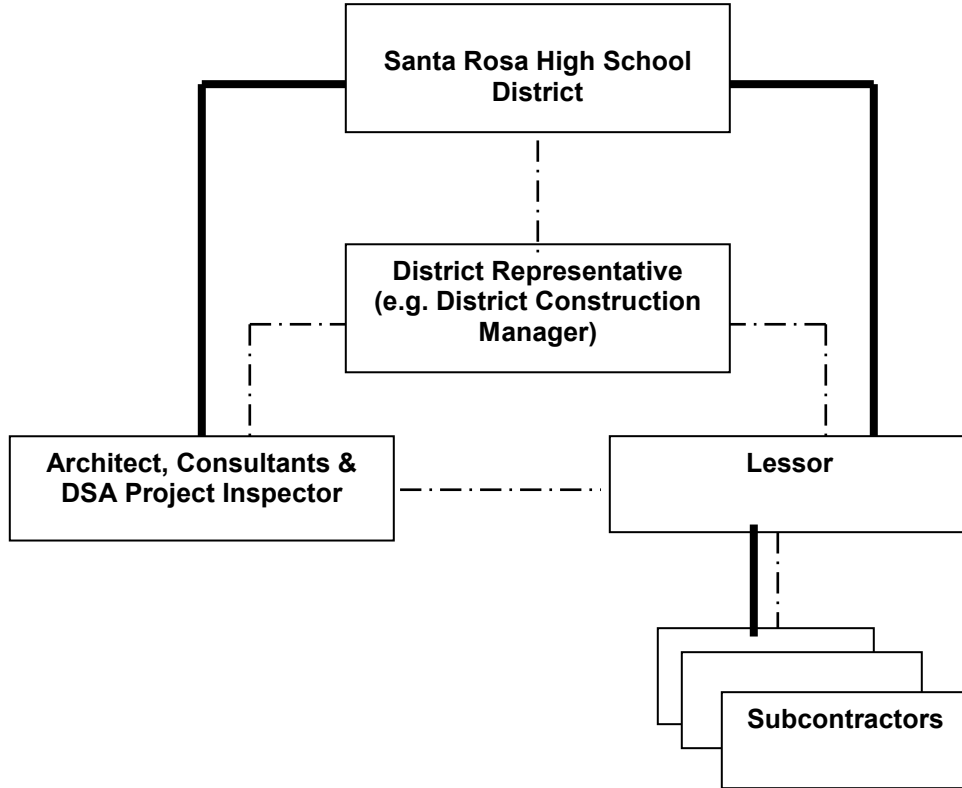 Santa Rosa High School
District
District Representative
(e.g. District Construction
Manager)
Architect, Consultants &
DSA Project Inspector
Lessor
Subcontractors